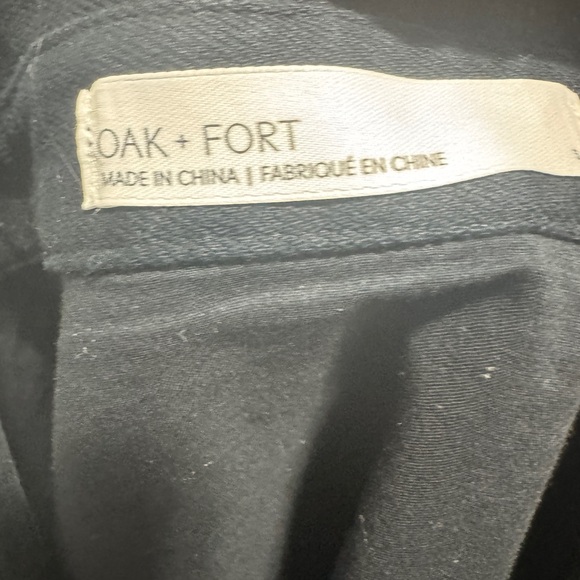 OAK + FORT
MADE IN CHINA | FABRIQUÉ EN CHINE